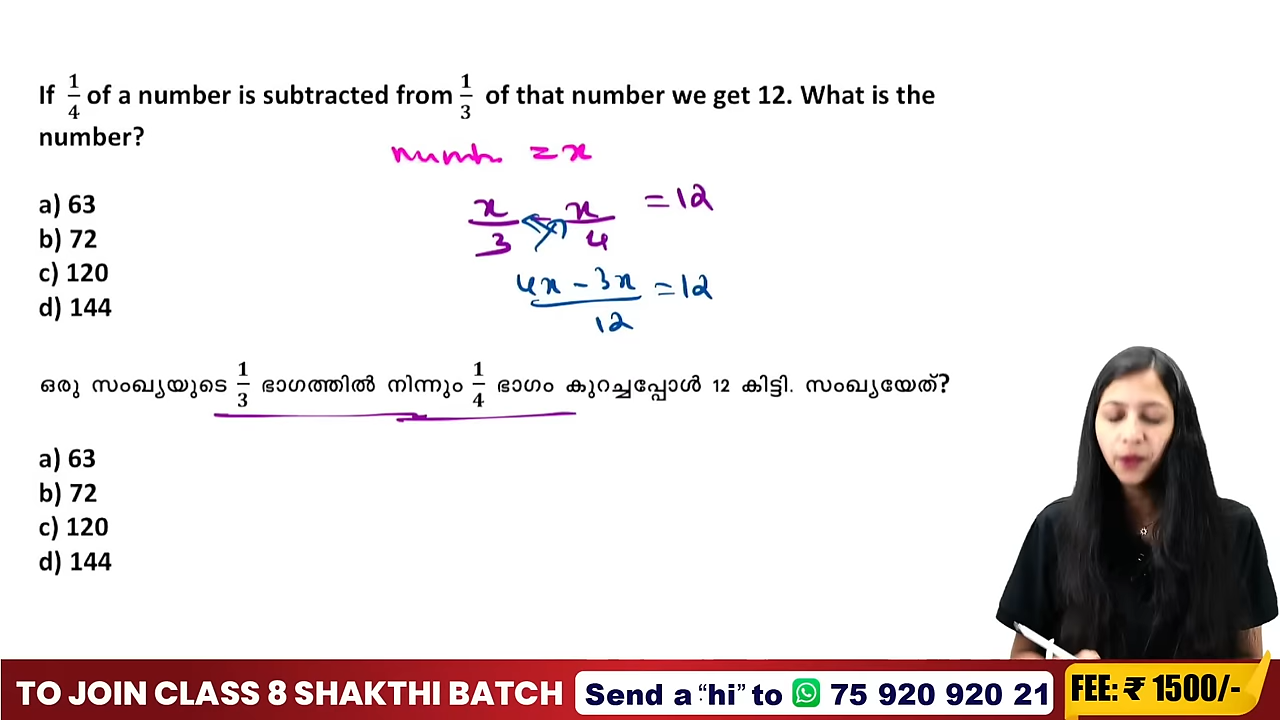 If 1/4 of a number is subtracted from 1/3 of that number we get 12. What is the
number?
numbr = x
a) 63
x/3 - x/4 = 12
b) 72
c) 120
4x - 3x / 12 = 12
d) 144
ഒരു സംഖ്യയുടെ 1/3 ഭാഗത്തിൽ നിന്നും 1/4 ഭാഗം കുറച്ചപ്പോൾ 12 കിട്ടി. സംഖ്യയേത്?
a) 63
b) 72
c) 120
d) 144
TO JOIN CLASS 8 SHAKTHI BATCH
Send a “hi” to 75 920 920 21
FEE: ₹ 1500/-